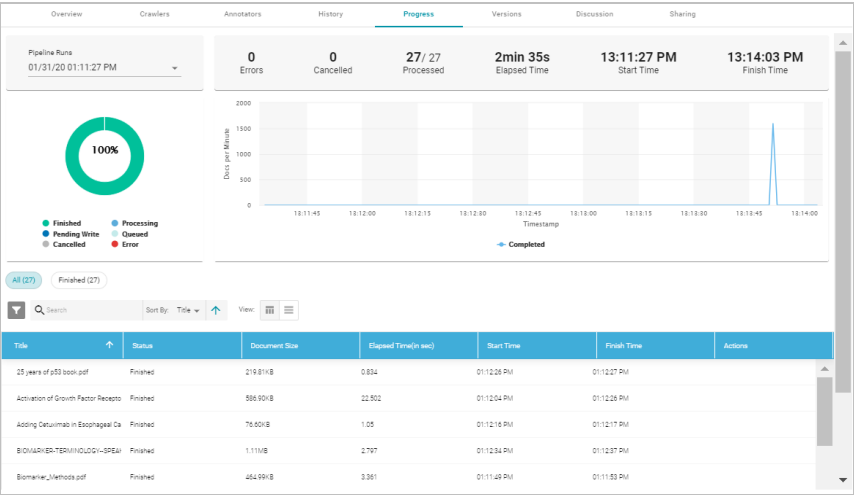 Overview Crawlers Annotators History Progress Versions Discussion Sharing
Pipeline Runs
01/31/20 01:11:27 PM
0 0 27/ 27 2min 35s 13:11:27 PM 13:14:03 PM
Errors Cancelled Processed Elapsed Time Start Time Finish Time
100%
Finished Processing
Pending Write Queued
Cancelled Error
2000
1500
1000
500
0
Docs per Minute
13:11:45 13:12:00 13:12:15 13:12:30 13:12:45 13:13:00 13:13:15 13:13:30 13:13:45 13:14:00
Timestamp
Completed
All (27) Finished (27)
Search Sort By: Title View:
Title Status Document Size Elapsed Time(in sec) Start Time Finish Time Actions
25 years of p53 book.pdf Finished 219.81KB 0.834 01:12:26 PM 01:12:27 PM
Activation of Growth Factor Recepto Finished 586.90KB 22.502 01:12:04 PM 01:12:26 PM
Adding Cetuximab in Esophageal Ca Finished 76.60KB 1.05 01:12:16 PM 01:12:17 PM
BIOMARKER-TERMINOLOGY--SPEAK Finished 1.11MB 2.797 01:12:34 PM 01:12:37 PM
Biomarker_Methods.pdf Finished 464.99KB 3.361 01:11:49 PM 01:11:53 PM